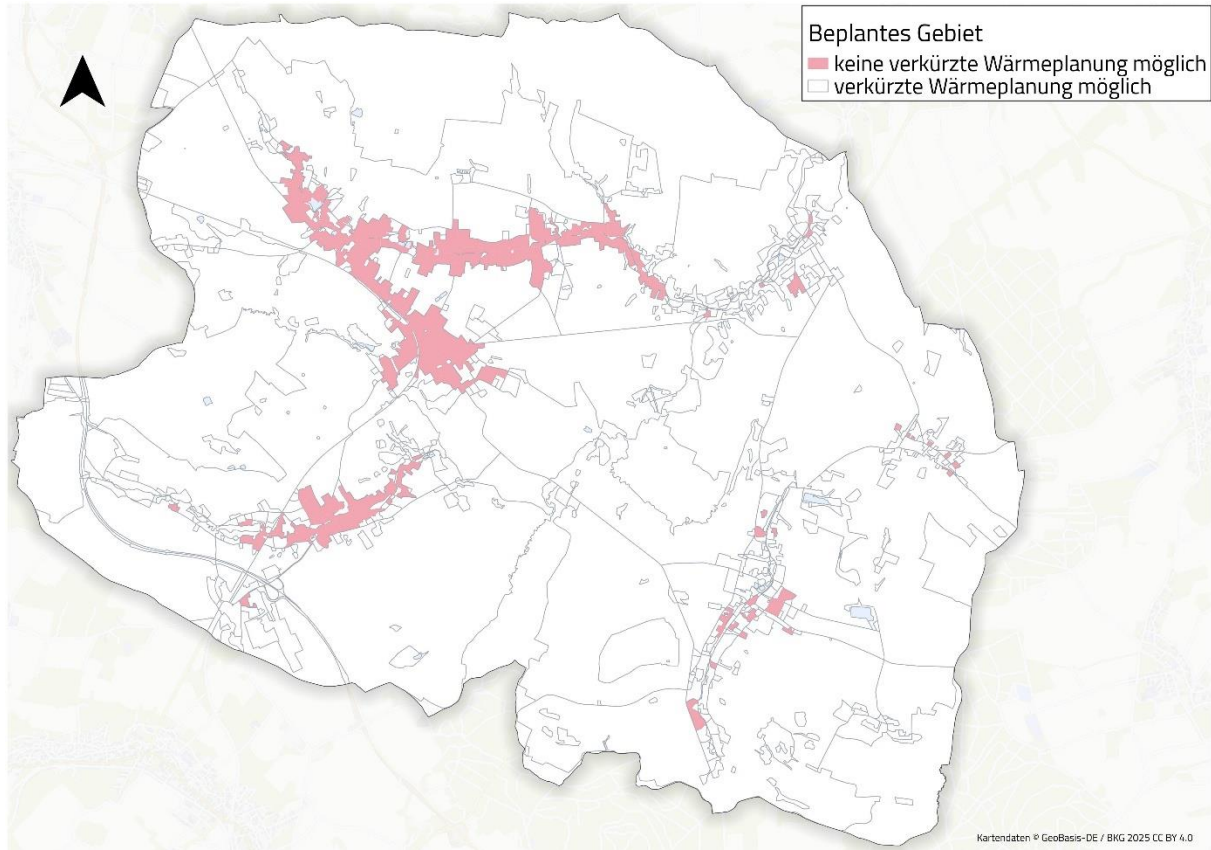 Beplantes Gebiet
keine verkürzte Wärmeplanung möglich
verkürzte Wärmeplanung möglich
Kartendaten © GeoBasis-DE / BKG 2025 CC BY 4.0